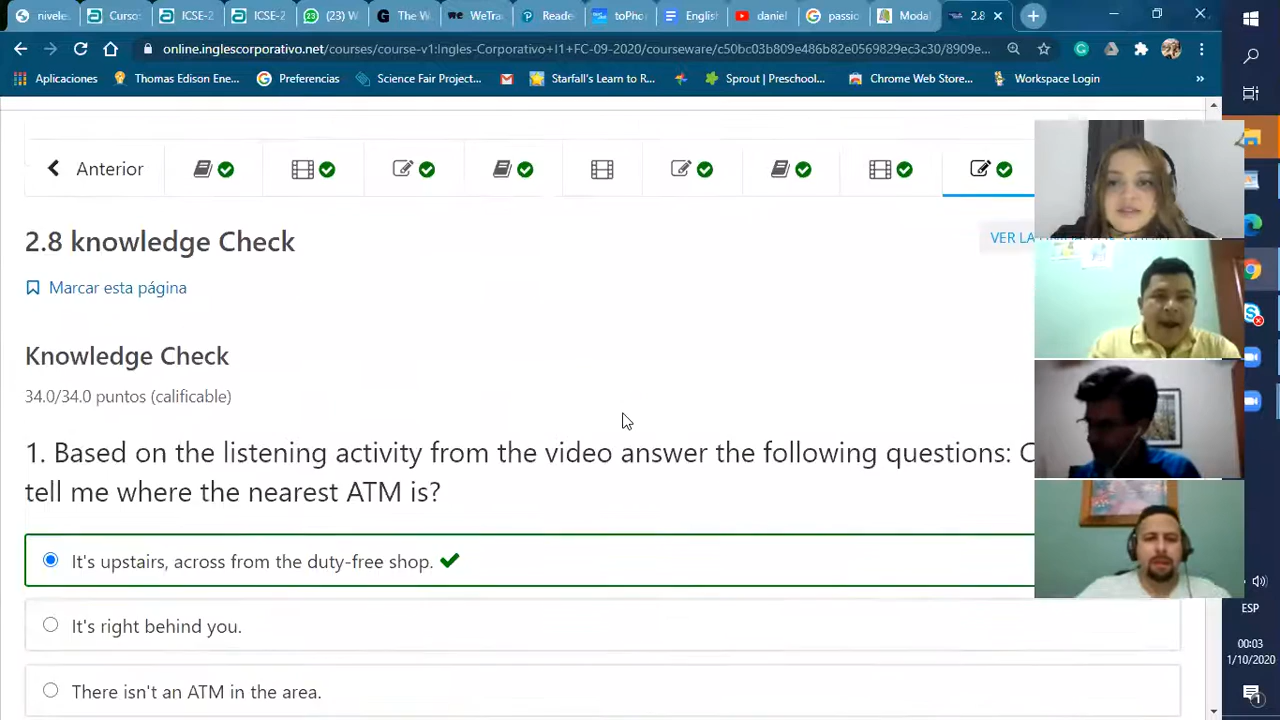 nivele
Curso:
ICSE-2
ICSE-2
(23) W
The W
WeTra
Reade
toPho
English
daniel
passio
Modal
2.8
online.inglescorporativo.net/courses/course-v1:Ingles-Corporativo+I1+FC-09-2020/courseware/c50bc03b809e486b82e0569829ec3c30/8909e...
Aplicaciones
Thomas Edison Ene...
Preferencias
Science Fair Project...
Starfall's Learn to R...
Sprout | Preschool...
Chrome Web Store...
Workspace Login
»
Anterior
2.8 knowledge Check
VER LA
Marcar esta página
Knowledge Check
34.0/34.0 puntos (calificable)
1. Based on the listening activity from the video answer the following questions: C
tell me where the nearest ATM is?
It's upstairs, across from the duty-free shop.
It's right behind you.
There isn't an ATM in the area.
ESP
00:03
1/10/2020
1